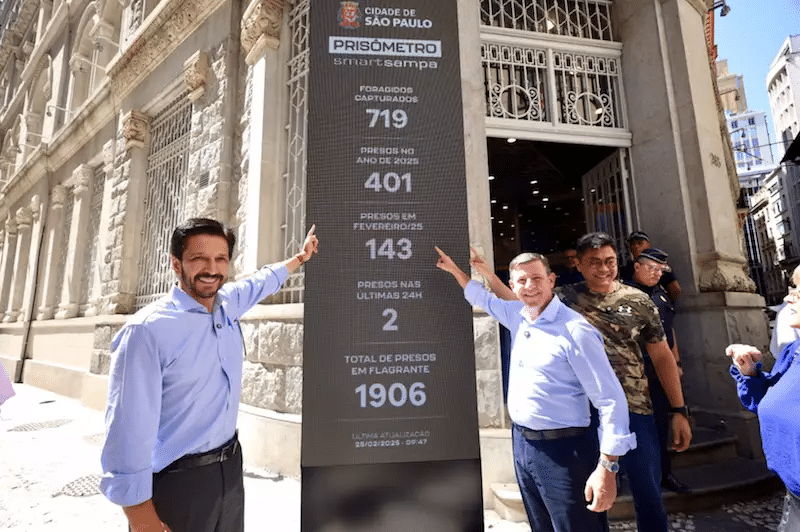 CIDADE DE
SÃO PAULO
PRISÔMETRO
smartsampa
FORAGIDOS
CAPTURADOS
719
PRESOS NO
ANO DE 2025
401
PRESOS EM
FEVEREIRO/25
143
PRESOS NAS
ÚLTIMAS 24H
2
TOTAL DE PRESOS
EM FLAGRANTE
1906
ÚLTIMA ATUALIZAÇÃO
25/02/2025 - 09:47